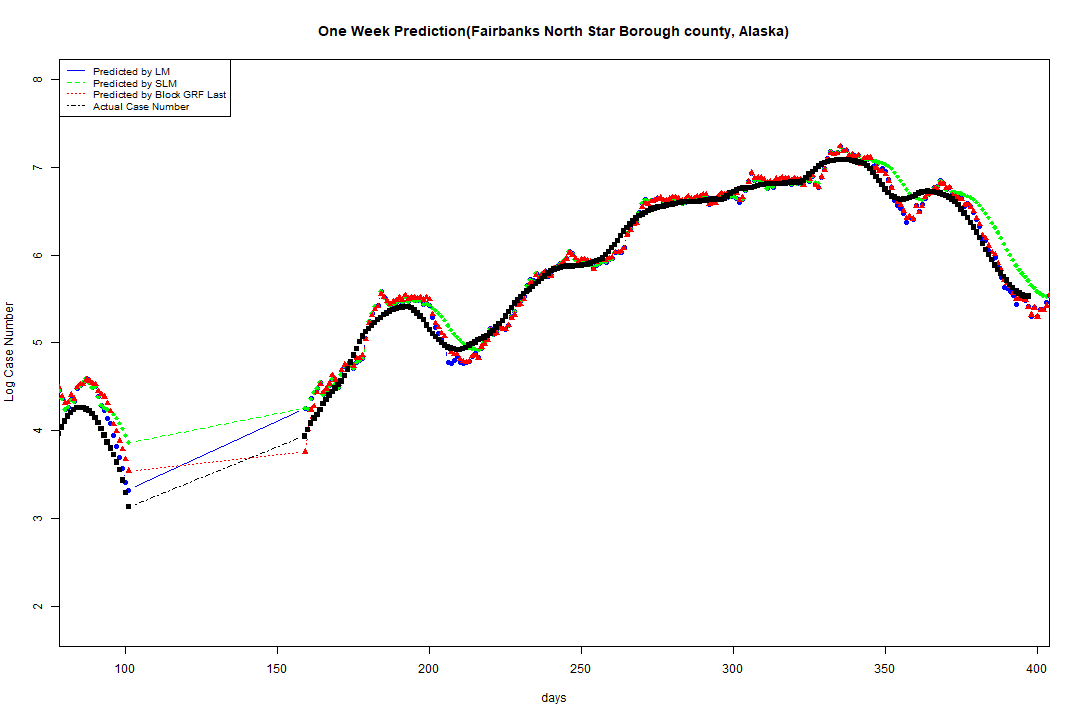 One Week Prediction(Fairbanks North Star Borough county, Alaska)
Predicted by LM
Predicted by SLM
Predicted by Block GRF Last
Actual Case Number
8
7
6
5
4
3
2
Log Case Number
100 150 200 250 300 350 400
days